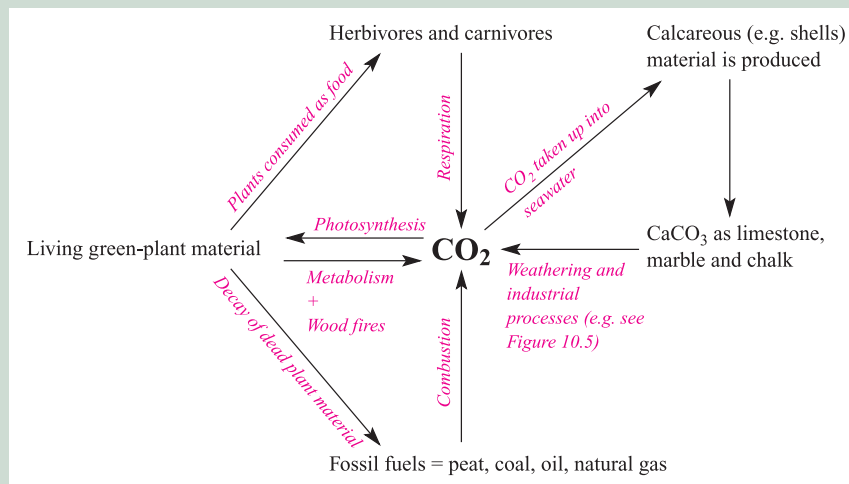 Herbivores and carnivores
Calcareous (e.g. shells)
material is produced
Plants consumed as food
Respiration
CO₂ taken up into
seawater
Photosynthesis
Living green-plant material
CO₂
CaCO₃ as limestone,
marble and chalk
Metabolism
+
Wood fires
Weathering and
industrial
processes (e.g. see
Figure 10.5)
Decay of dead plant material
Combustion
Fossil fuels = peat, coal, oil, natural gas